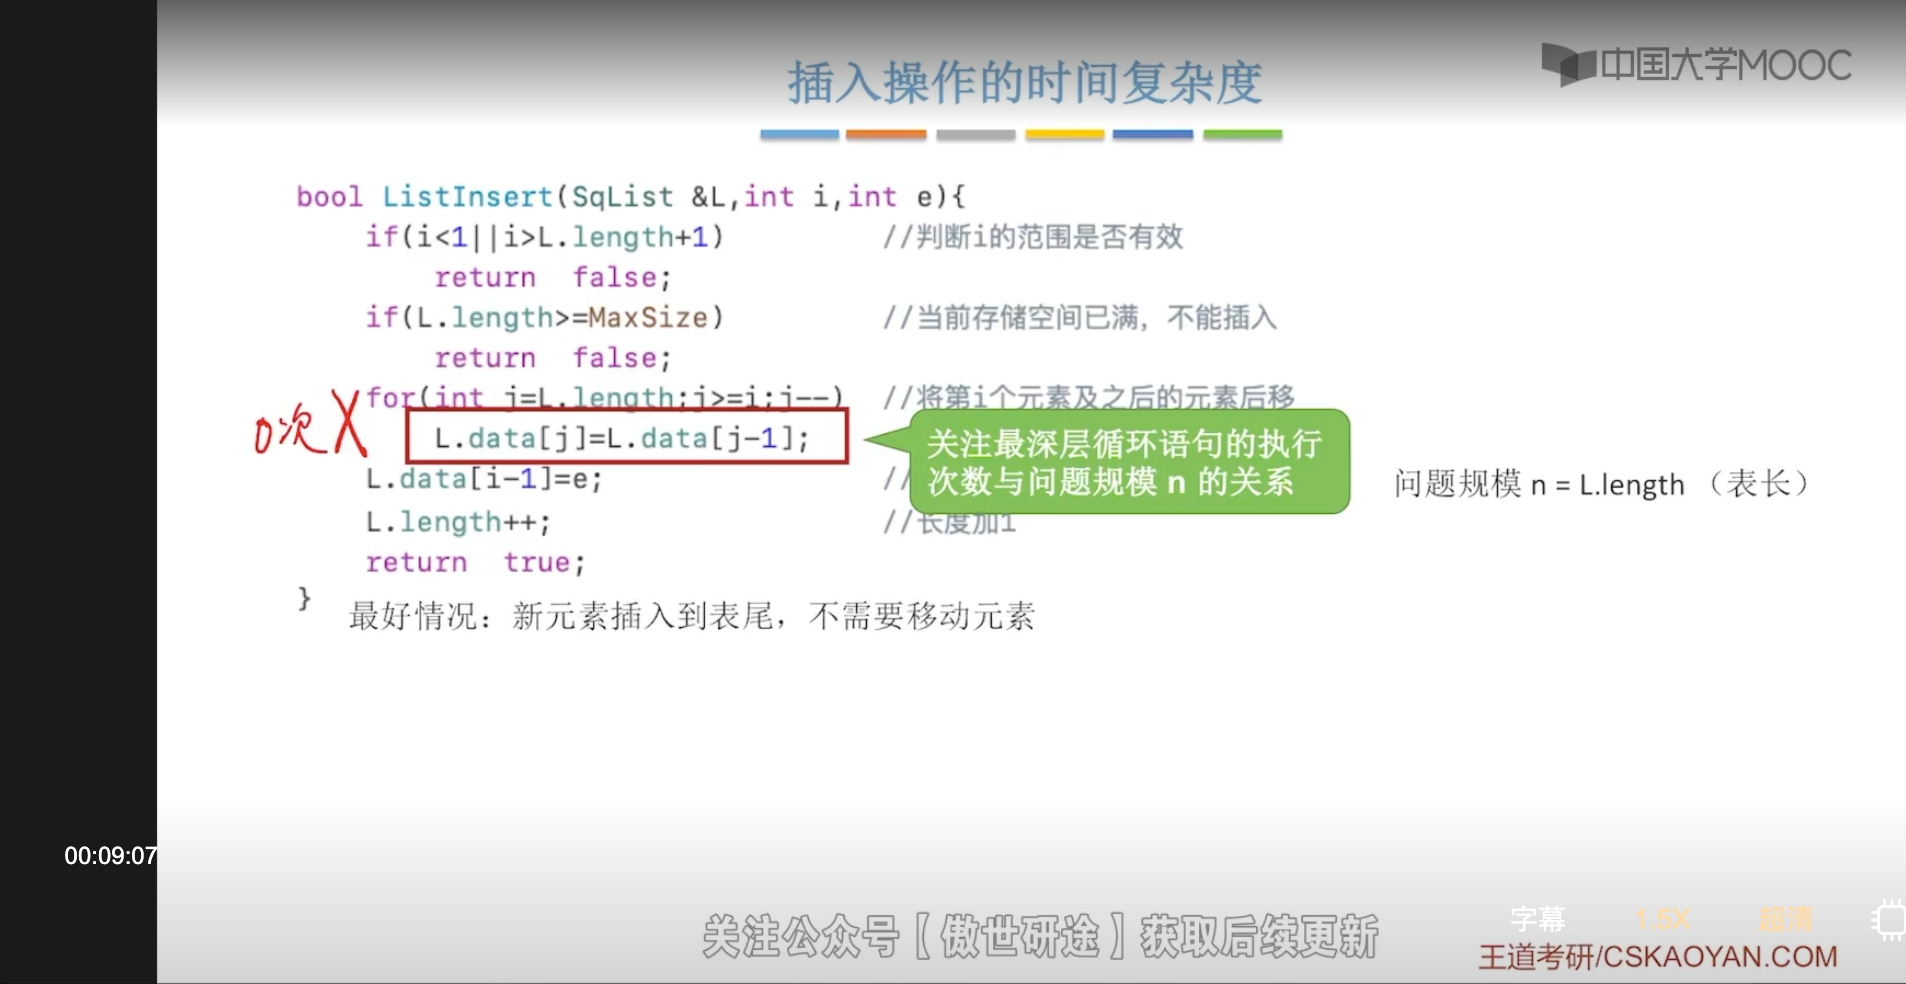 中国大学MOOC
插入操作的时间复杂度
bool ListInsert(SqList &L,int i,int e){
if(i<1||i>L.length+1) //判断i的范围是否有效
return false;
if(L.length>=MaxSize) //当前存储空间已满，不能插入
return false;
for(int j=L.length;j>=i;j--) //将第i个元素及之后的元素后移
0次 X
L.data[j]=L.data[j-1];
关注最深层循环语句的执行
次数与问题规模 n 的关系
L.data[i-1]=e; //
问题规模 n = L.length （表长）
L.length++; //长度加1
return true;
}
最好情况：新元素插入到表尾，不需要移动元素
00:09:07
字幕 1.5X 超清
关注公众号【傲世研途】获取后续更新
王道考研/CSKAOYAN.COM